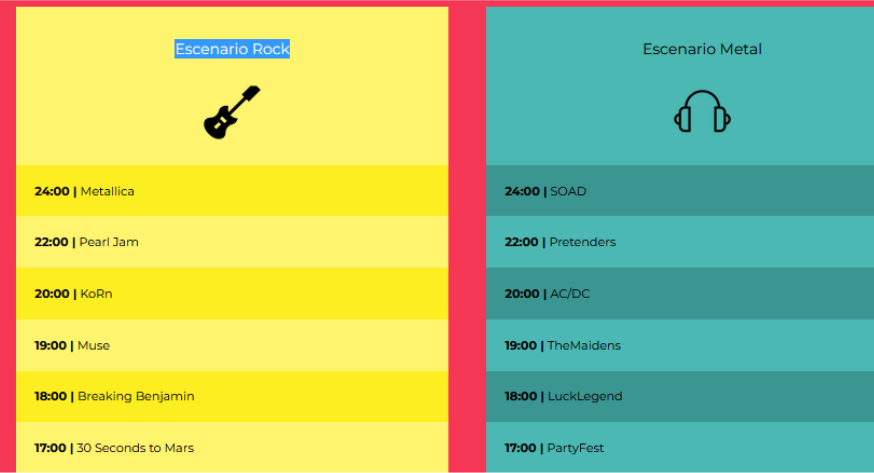 Escenario Rock
24:00 | Metallica
22:00 | Pearl Jam
20:00 | KoRn
19:00 | Muse
18:00 | Breaking Benjamin
17:00 | 30 Seconds to Mars
Escenario Metal
24:00 | SOAD
22:00 | Pretenders
20:00 | AC/DC
19:00 | TheMaidens
18:00 | LuckLegend
17:00 | PartyFest